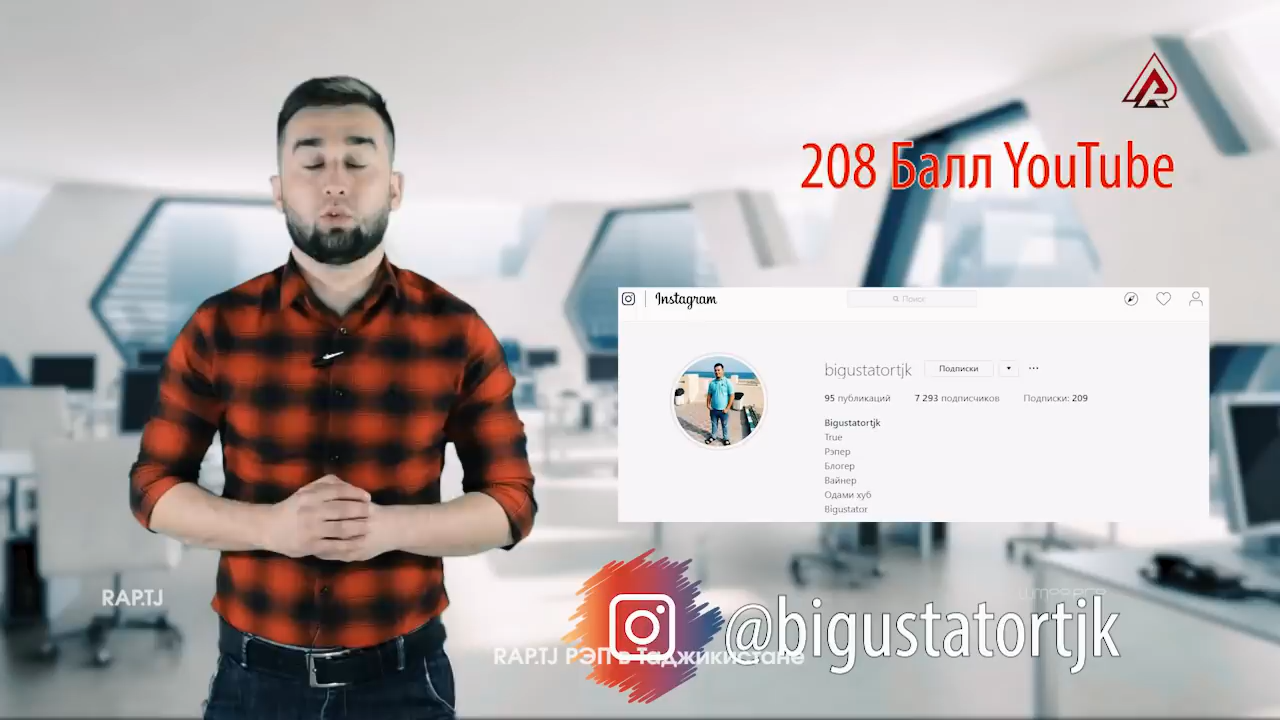 208 Балл YouTube
Instagram
Поиск
bigustatortjk
Подписки
95 публикаций 7 293 подписчиков Подписки: 209
Bigustatortjk
True
Рэпер
Блогер
Вайнер
Одами хуб
Bigustator
RAP.TJ
@bigustatortjk
RAP.TJ РЭП в Таджикистане